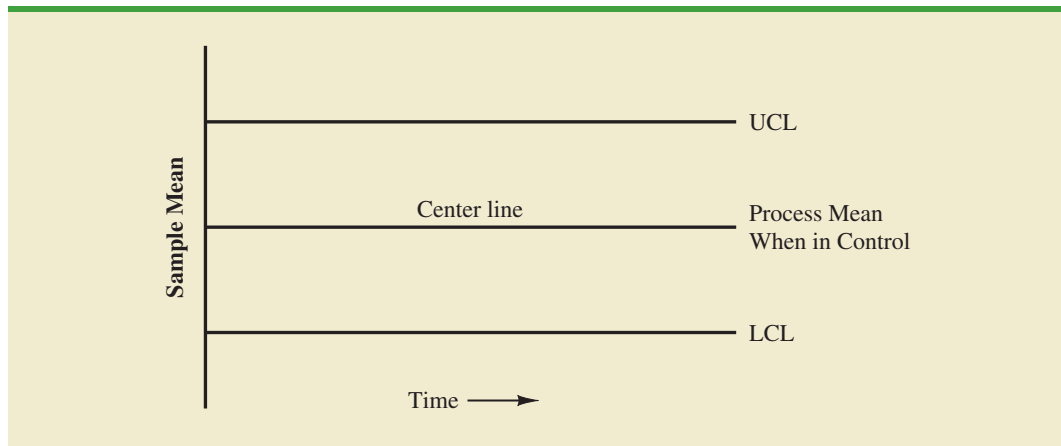 UCL
Center line
Process Mean
When in Control
Sample Mean
LCL
Time